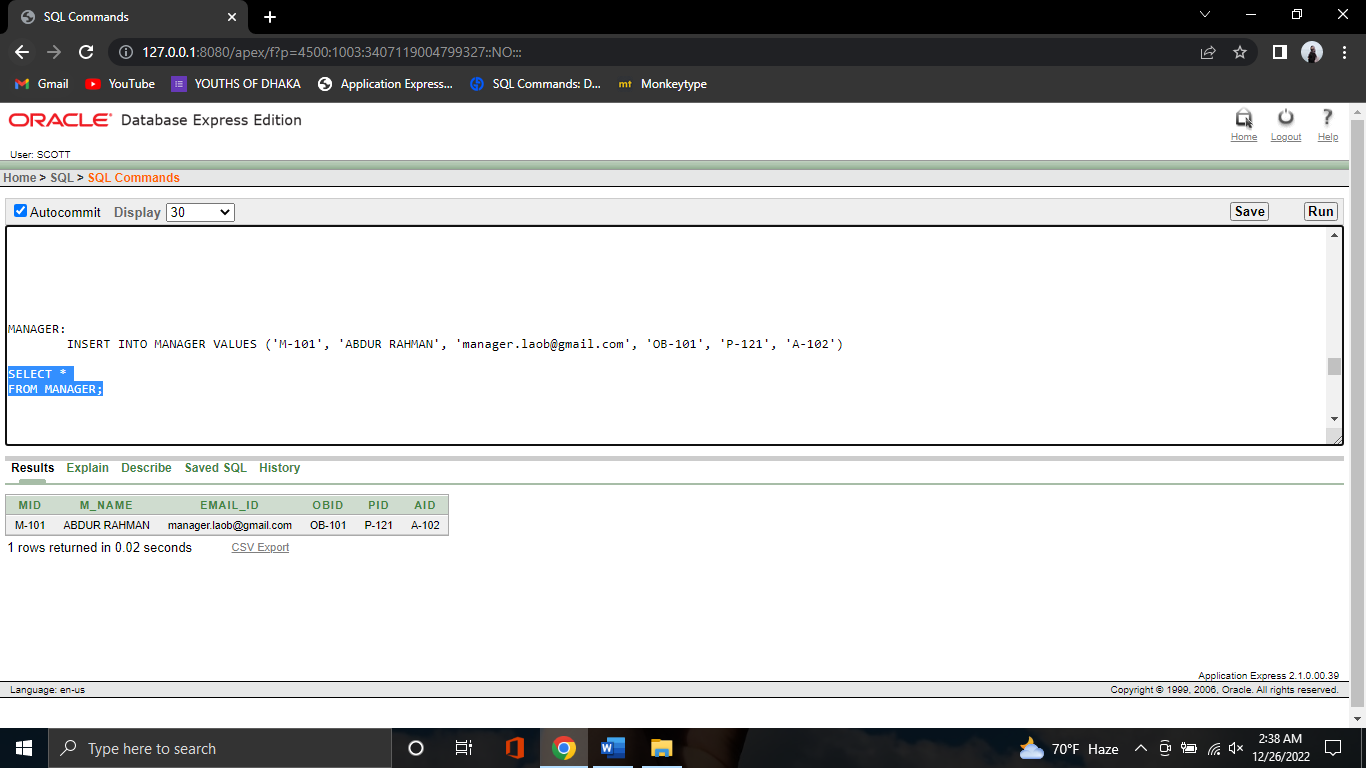 SQL Commands
127.0.0.1:8080/apex/f?p=4500:1003:3407119004799327::NO:::
Gmail YouTube YOUTHS OF DHAKA Application Express... SQL Commands: D... mt Monkeytype
ORACLE Database Express Edition
Home Logout Help
User: SCOTT
Home > SQL > SQL Commands
Autocommit Display 30 Save Run
MANAGER:
INSERT INTO MANAGER VALUES ('M-101', 'ABDUR RAHMAN', 'manager.laob@gmail.com', 'OB-101', 'P-121', 'A-102')
SELECT *
FROM MANAGER;
Results Explain Describe Saved SQL History
MID M_NAME EMAIL_ID OBID PID AID
M-101 ABDUR RAHMAN manager.laob@gmail.com OB-101 P-121 A-102
1 rows returned in 0.02 seconds CSV Export
Application Express 2.1.0.00.39
Language: en-us Copyright © 1999, 2006, Oracle. All rights reserved.
Type here to search 70°F Haze 2:38 AM
12/26/2022